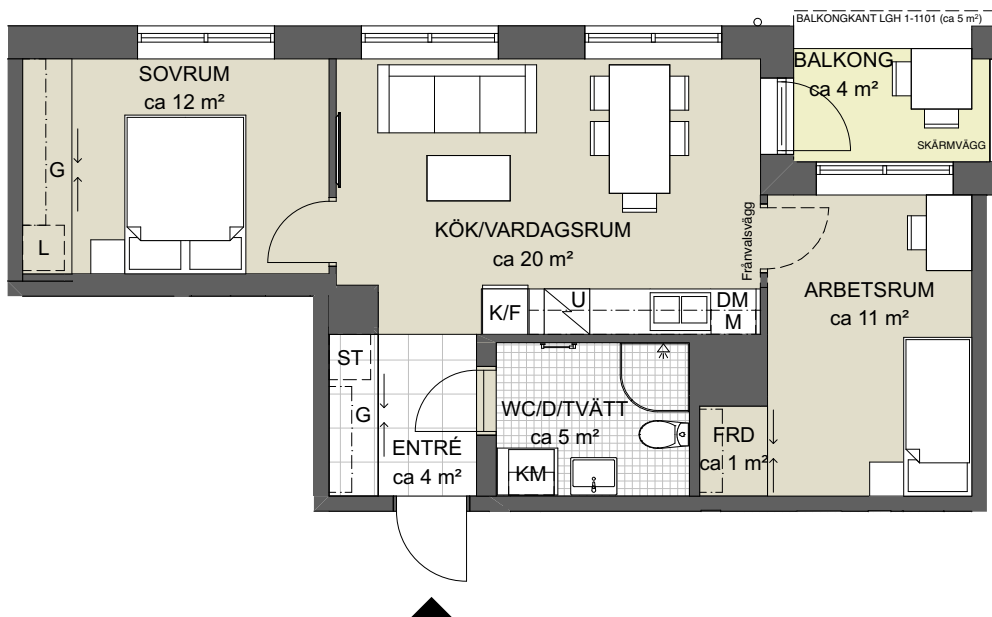 BALKONGKANT LGH 1-1101 (ca 5 m²)
SOVRUM
ca 12 m²
BALKONG
ca 4 m²
SKÄRMVÄGG
G
L
KÖK/VARDAGSRUM
ca 20 m²
Frånvalsvägg
ARBETSRUM
ca 11 m²
K/F
U
DM
M
ST
G
ENTRÉ
ca 4 m²
WC/D/TVÄTT
ca 5 m²
KM
FRD
ca 1 m²